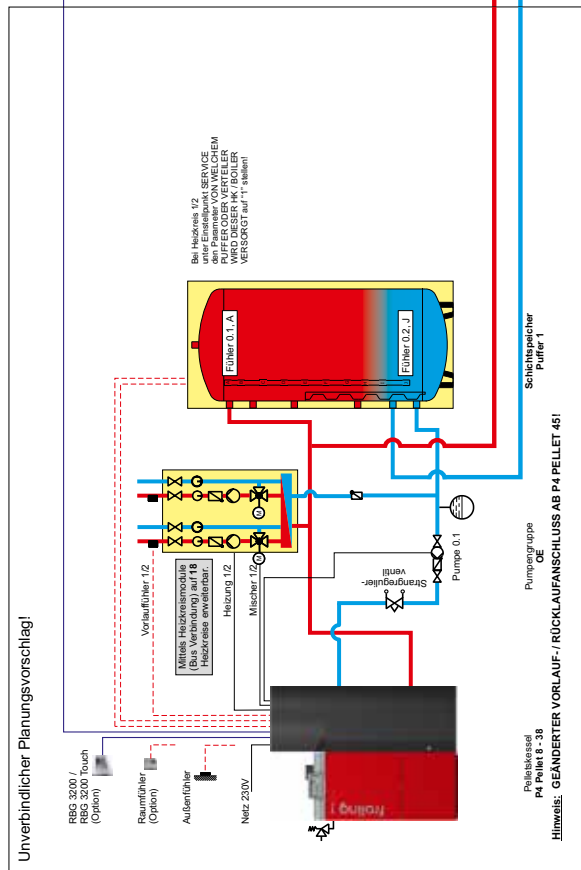 Unverbindlicher Planungsvorschlag!
RBG 3200 /
RBG 3200 Touch
(Option)
Raumfühler
(Option)
Außenfühler
Netz 230V
Vorlauffühler 1/2
Mittels Heizkreismodule
(Bus Verbindung) auf 18
Heizkreise erweiterbar.
Heizung 1/2
Mischer 1/2
M
M
Bei Heizkreis 1/2
unter Einstellpunkt SERVICE
den Parameter VON WELCHEM
PUFFER ODER VERTEILER
WIRD DIESER HK / BOILER
VERSORGT auf "1" stellen!
Fühler 0.1, A
Fühler 0.2, J
Schichtspeicher
Puffer 1
Strangregulier-
ventil
Pumpe 0.1
Pumpengruppe
OE
froling
Pelletskessel
P4 Pellet 8 - 38
Hinweis: GEÄNDERTER VORLAUF- / RÜCKLAUFANSCHLUSS AB P4 PELLET 45!